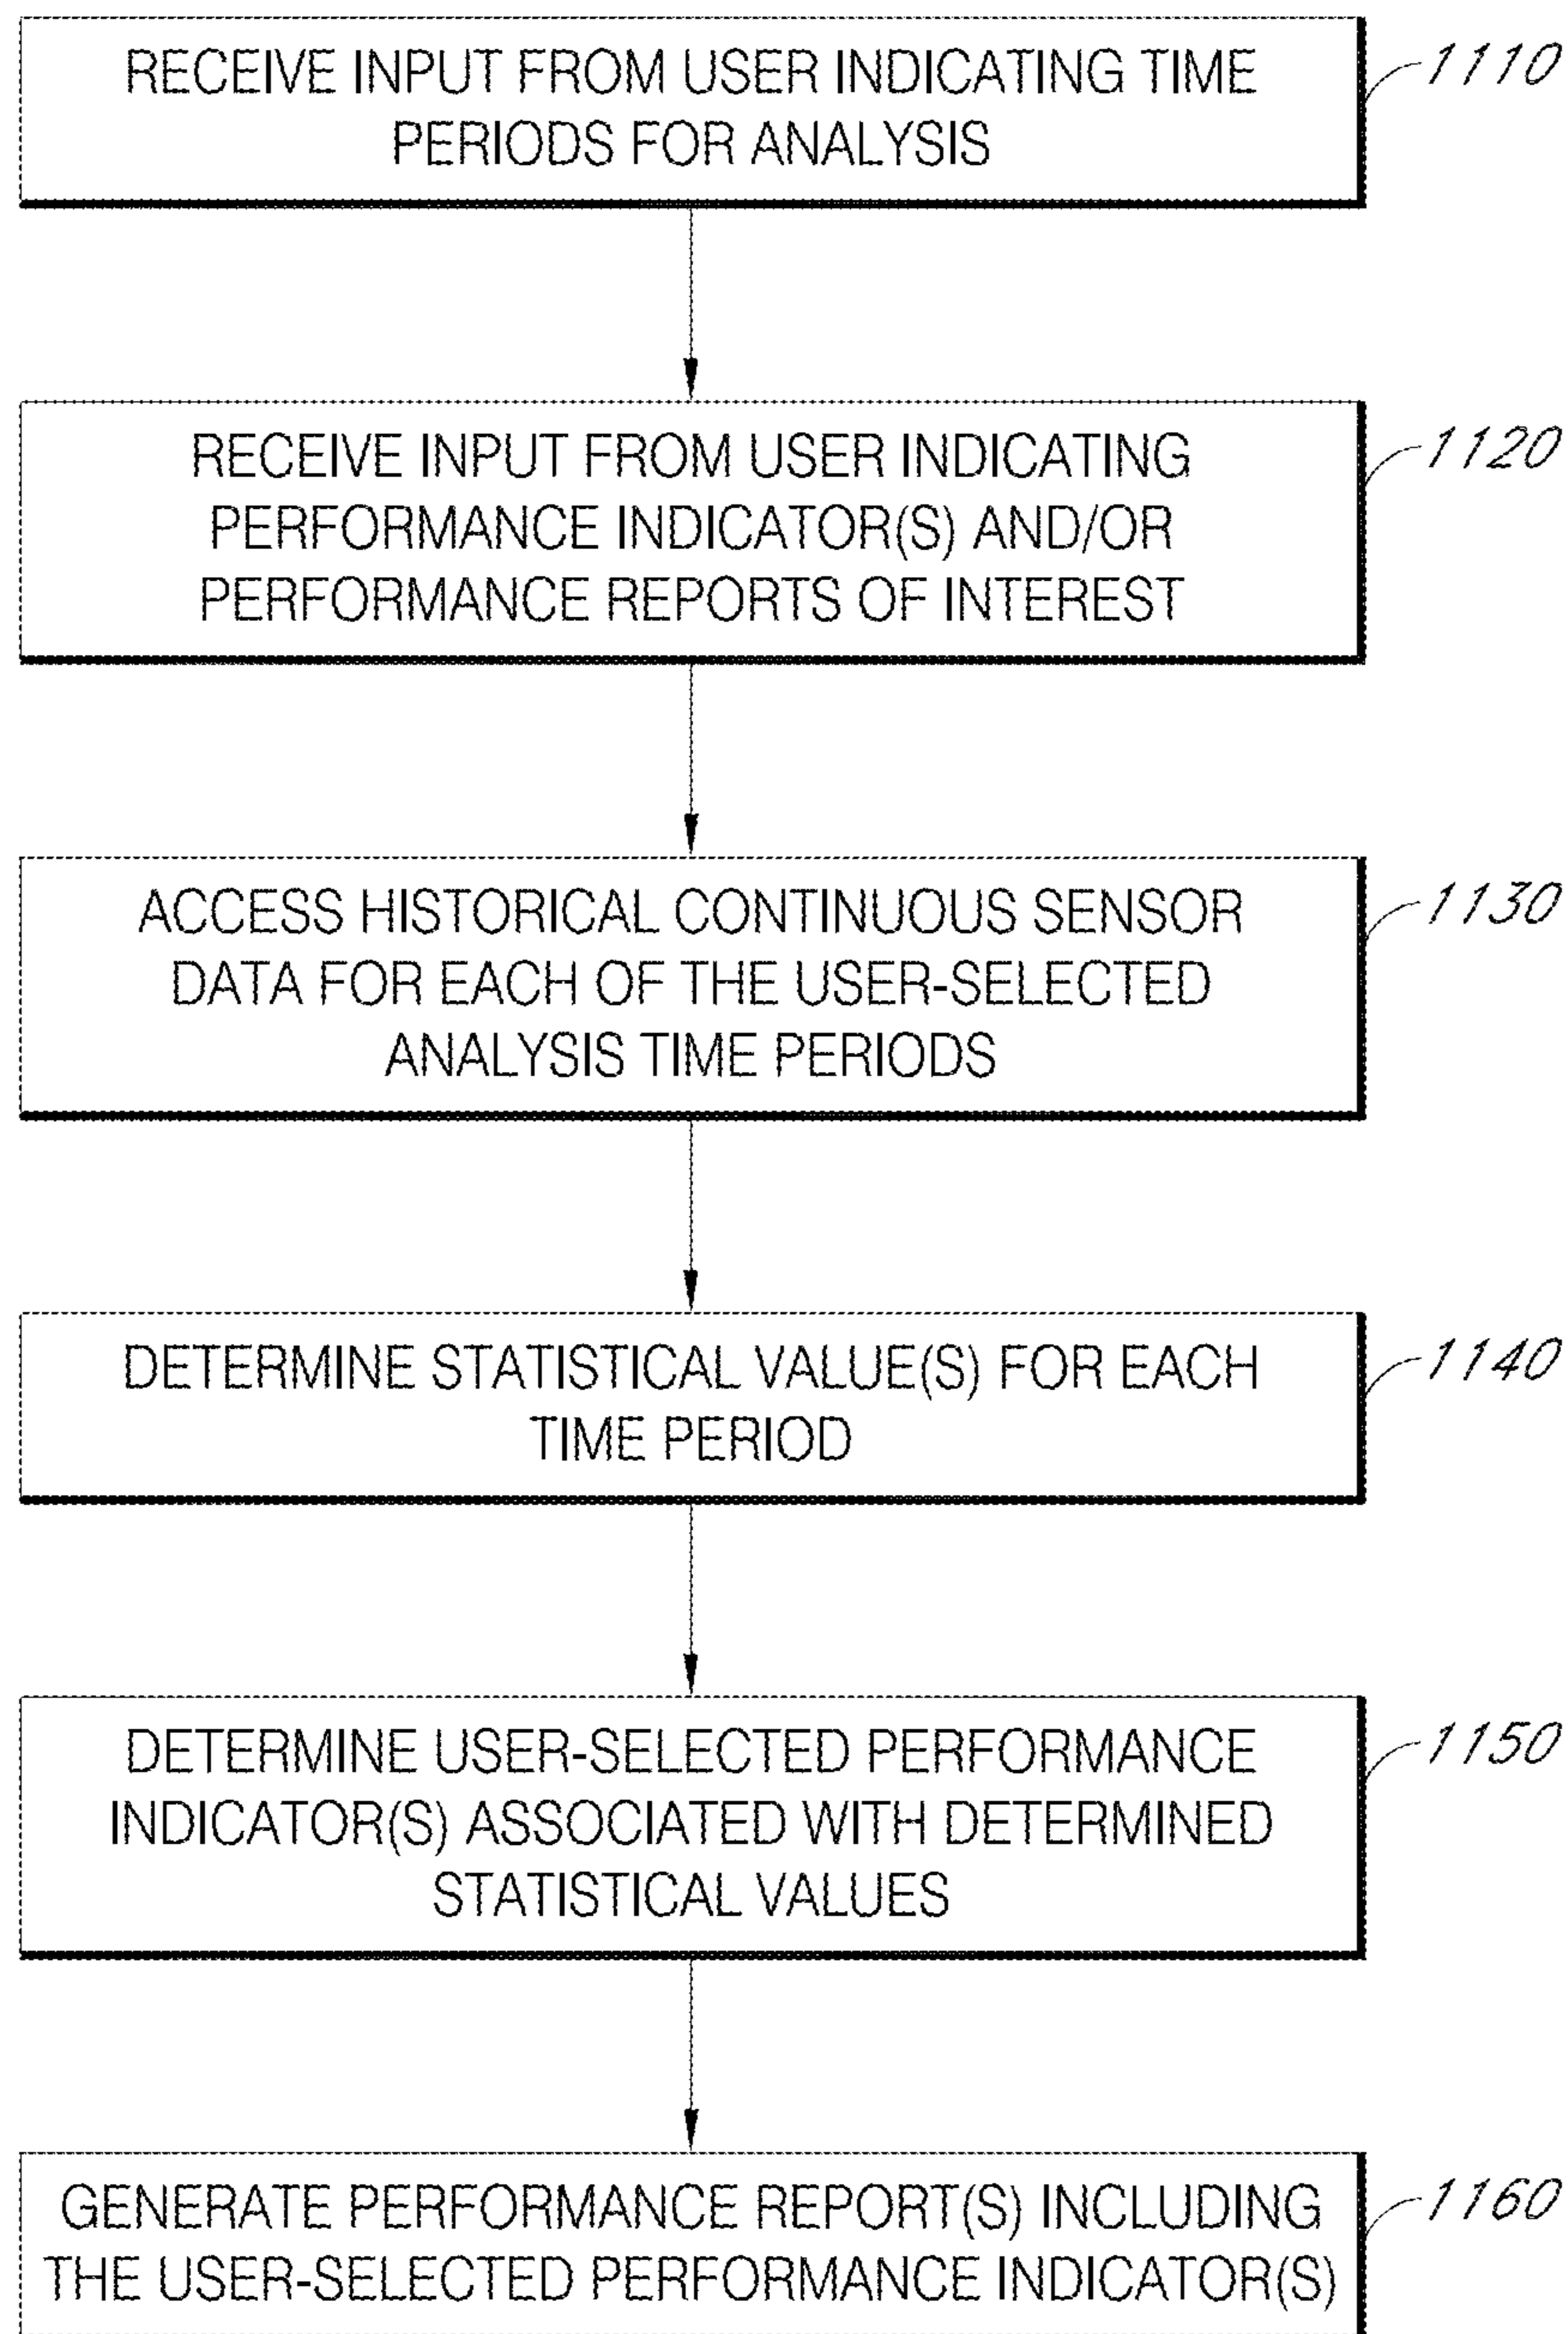 RECEIVE INPUT FROM USER INDICATING TIME
PERIODS FOR ANALYSIS
1110
RECEIVE INPUT FROM USER INDICATING
PERFORMANCE INDICATOR(S) AND/OR
PERFORMANCE REPORTS OF INTEREST
1120
ACCESS HISTORICAL CONTINUOUS SENSOR
DATA FOR EACH OF THE USER-SELECTED
ANALYSIS TIME PERIODS
1130
DETERMINE STATISTICAL VALUE(S) FOR EACH
TIME PERIOD
1140
DETERMINE USER-SELECTED PERFORMANCE
INDICATOR(S) ASSOCIATED WITH DETERMINED
STATISTICAL VALUES
1150
GENERATE PERFORMANCE REPORT(S) INCLUDING
THE USER-SELECTED PERFORMANCE INDICATOR(S)
1160